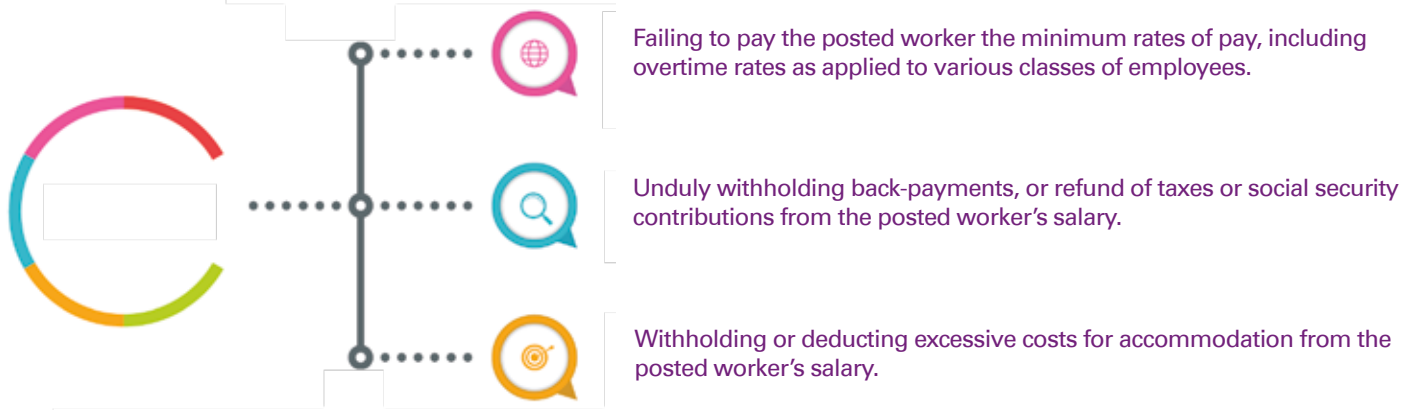 Failing to pay the posted worker the minimum rates of pay, including
overtime rates as applied to various classes of employees.
Unduly withholding back-payments, or refund of taxes or social security
contributions from the posted worker’s salary.
Withholding or deducting excessive costs for accommodation from the
posted worker’s salary.